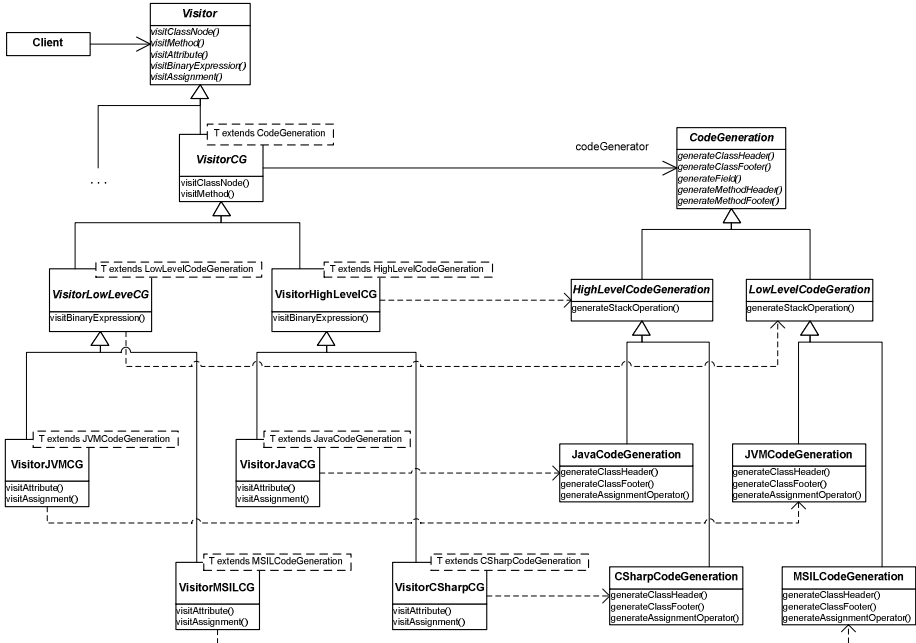 Visitor
visitClassNode()
visitMethod()
visitAttribute()
visitBinaryExpression()
visitAssignment()
Client
T extends CodeGeneration
VisitorCG
visitClassNode()
visitMethod()
. . .
codeGenerator
CodeGeneration
generateClassHeader()
generateClassFooter()
generateField()
generateMethodHeader()
generateMethodFooter()
T extends LowLevelCodeGeneration
VisitorLowLeveCG
visitBinaryExpression()
T extends HighLevelCodeGeneration
VisitorHighLevelCG
visitBinaryExpression()
HighLevelCodeGeneration
generateStackOperation()
LowLevelCodeGeration
generateStackOperation()
T extends JVMCodeGeneration
VisitorJVMCG
visitAttribute()
visitAssignment()
T extends JavaCodeGeneration
VisitorJavaCG
visitAttribute()
visitAssignment()
JavaCodeGeneration
generateClassHeader()
generateClassFooter()
generateAssignmentOperator()
JVMCodeGeneration
generateClassHeader()
generateClassFooter()
generateAssignmentOperator()
T extends MSILCodeGeneration
VisitorMSILCG
visitAttribute()
visitAssignment()
T extends CSharpCodeGeneration
VisitorCSharpCG
visitAttribute()
visitAssignment()
CSharpCodeGeneration
generateClassHeader()
generateClassFooter()
generateAssignmentOperator()
MSILCodeGeneration
generateClassHeader()
generateClassFooter()
generateAssignmentOperator()